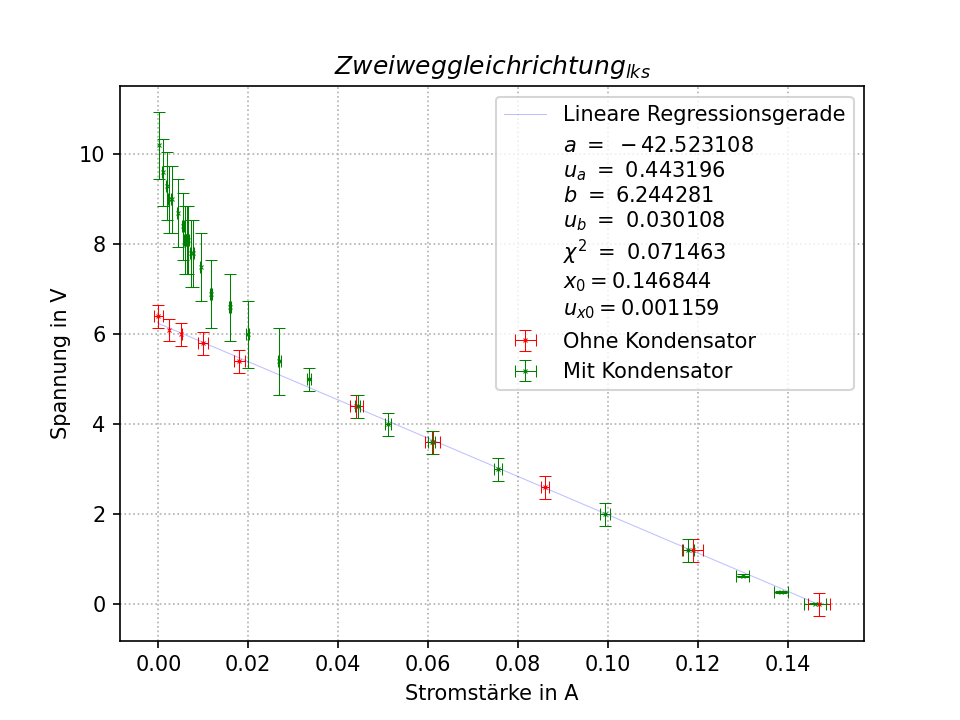 Zweiweggleichrichtung_lks
Lineare Regressionsgerade
a = −42.523108
u_a = 0.443196
b = 6.244281
u_b = 0.030108
χ² = 0.071463
x₀ = 0.146844
u_x0 = 0.001159
Ohne Kondensator
Mit Kondensator
10
8
6
4
2
0
Spannung in V
0.00 0.02 0.04 0.06 0.08 0.10 0.12 0.14
Stromstärke in A